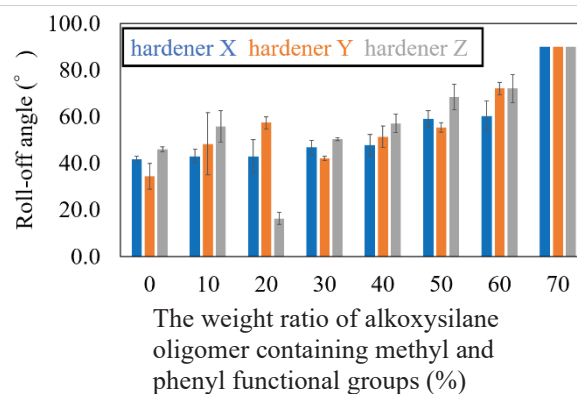 100.0
hardener X hardener Y hardener Z
80.0
60.0
40.0
20.0
0.0
Roll-off angle (°)
0 10 20 30 40 50 60 70
The weight ratio of alkoxysilane
oligomer containing methyl and
phenyl functional groups (%)